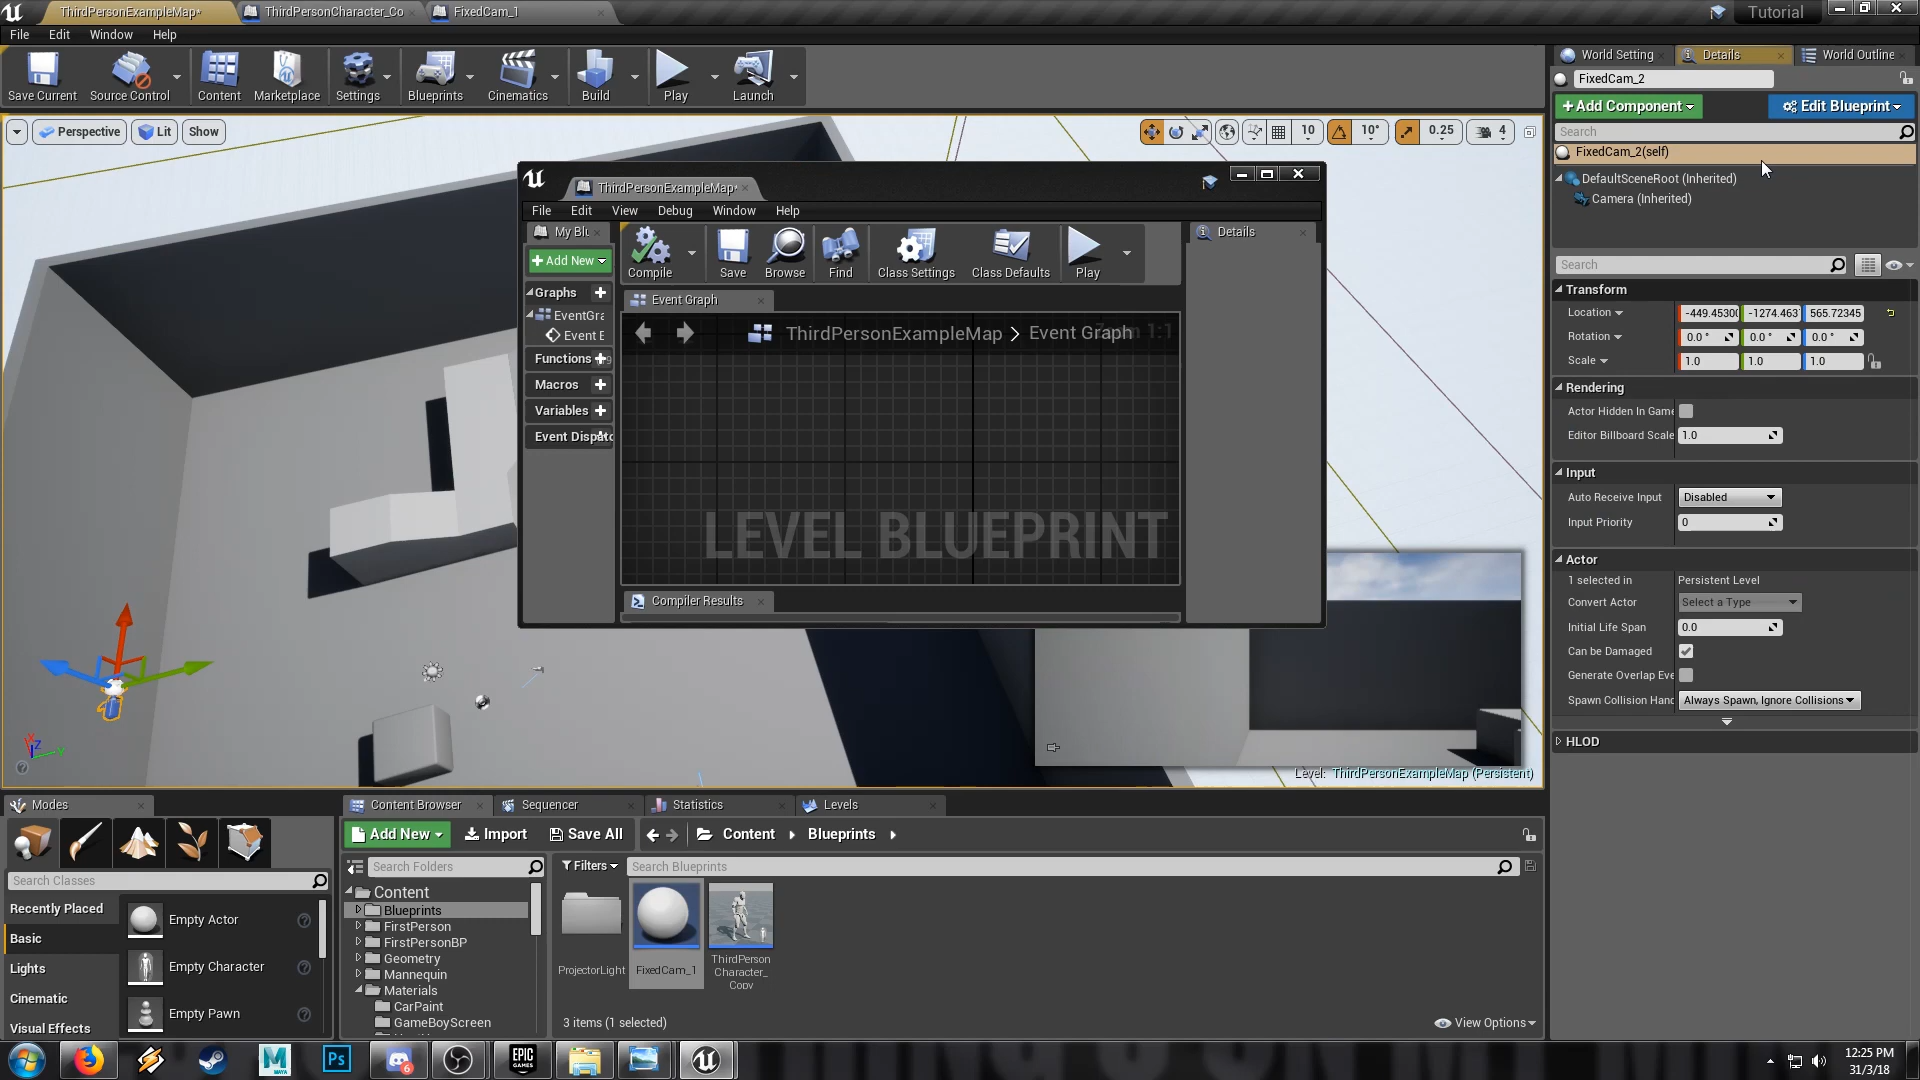 ThirdPersonExampleMap*
ThirdPersonCharacter_Co
FixedCam_1
Tutorial
File Edit Window Help
Save Current
Source Control
Content
Marketplace
Settings
Blueprints
Cinematics
Build
Play
Launch
Perspective
Lit
Show
10
10°
0.25
4
ThirdPersonExampleMap*
File Edit View Debug Window Help
My Blu
Add New
Compile
Save
Browse
Find
Class Settings
Class Defaults
Play
Details
Graphs
EventGra
Event B
Functions
Macros
Variables
Event Dispatc
Event Graph
ThirdPersonExampleMap > Event Graph
LEVEL BLUEPRINT
Compiler Results
Level: ThirdPersonExampleMap (Persistent)
World Setting
Details
World Outline
FixedCam_2
+Add Component
Edit Blueprint
Search
FixedCam_2(self)
DefaultSceneRoot (Inherited)
Camera (Inherited)
Search
Transform
Location -449.4530 -1274.463 565.72345
Rotation 0.0 ° 0.0 ° 0.0 °
Scale 1.0 1.0 1.0
Rendering
Actor Hidden In Game
Editor Billboard Scale 1.0
Input
Auto Receive Input Disabled
Input Priority 0
Actor
1 selected in Persistent Level
Convert Actor Select a Type
Initial Life Span 0.0
Can be Damaged
Generate Overlap Eve
Spawn Collision Hand Always Spawn, Ignore Collisions
HLOD
Modes
Search Classes
Recently Placed
Basic
Lights
Cinematic
Visual Effects
Empty Actor
Empty Character
Empty Pawn
Content Browser
Sequencer
Statistics
Levels
Add New
Import
Save All
Content
Blueprints
Search Folders
Filters
Search Blueprints
Content
Blueprints
FirstPerson
FirstPersonBP
Geometry
Mannequin
Materials
CarPaint
GameBoyScreen
ProjectorLight
FixedCam_1
ThirdPerson
Character_
Copy
3 items (1 selected)
View Options
Ps
EPIC
GAMES
6
12:25 PM
31/3/18